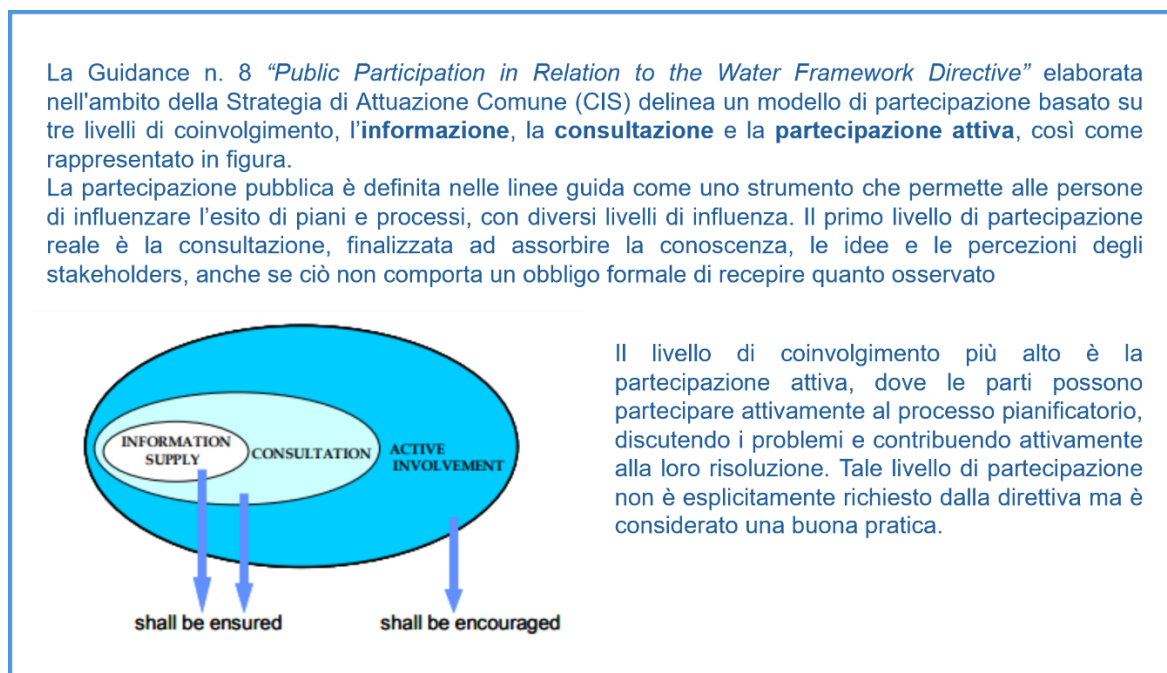 La Guidance n. 8 “Public Participation in Relation to the Water Framework Directive” elaborata
nell'ambito della Strategia di Attuazione Comune (CIS) delinea un modello di partecipazione basato su
tre livelli di coinvolgimento, l’informazione, la consultazione e la partecipazione attiva, così come
rappresentato in figura.
La partecipazione pubblica è definita nelle linee guida come uno strumento che permette alle persone
di influenzare l’esito di piani e processi, con diversi livelli di influenza. Il primo livello di partecipazione
reale è la consultazione, finalizzata ad assorbire la conoscenza, le idee e le percezioni degli
stakeholders, anche se ciò non comporta un obbligo formale di recepire quanto osservato
INFORMATION
SUPPLY
CONSULTATION
ACTIVE
INVOLVEMENT
shall be ensured
shall be encouraged
Il livello di coinvolgimento più alto è la
partecipazione attiva, dove le parti possono
partecipare attivamente al processo pianificatorio,
discutendo i problemi e contribuendo attivamente
alla loro risoluzione. Tale livello di partecipazione
non è esplicitamente richiesto dalla direttiva ma è
considerato una buona pratica.